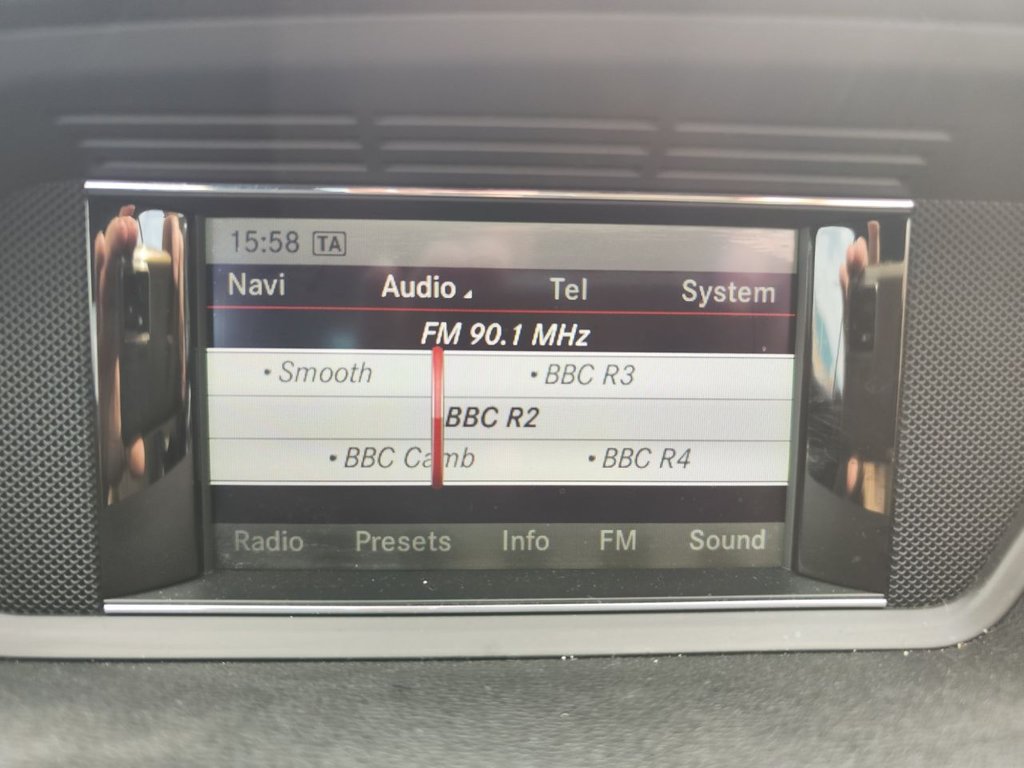 15:58 TA
Navi Audio Tel System
FM 90.1 MHz
• Smooth • BBC R3
BBC R2
• BBC Camb • BBC R4
Radio Presets Info FM Sound